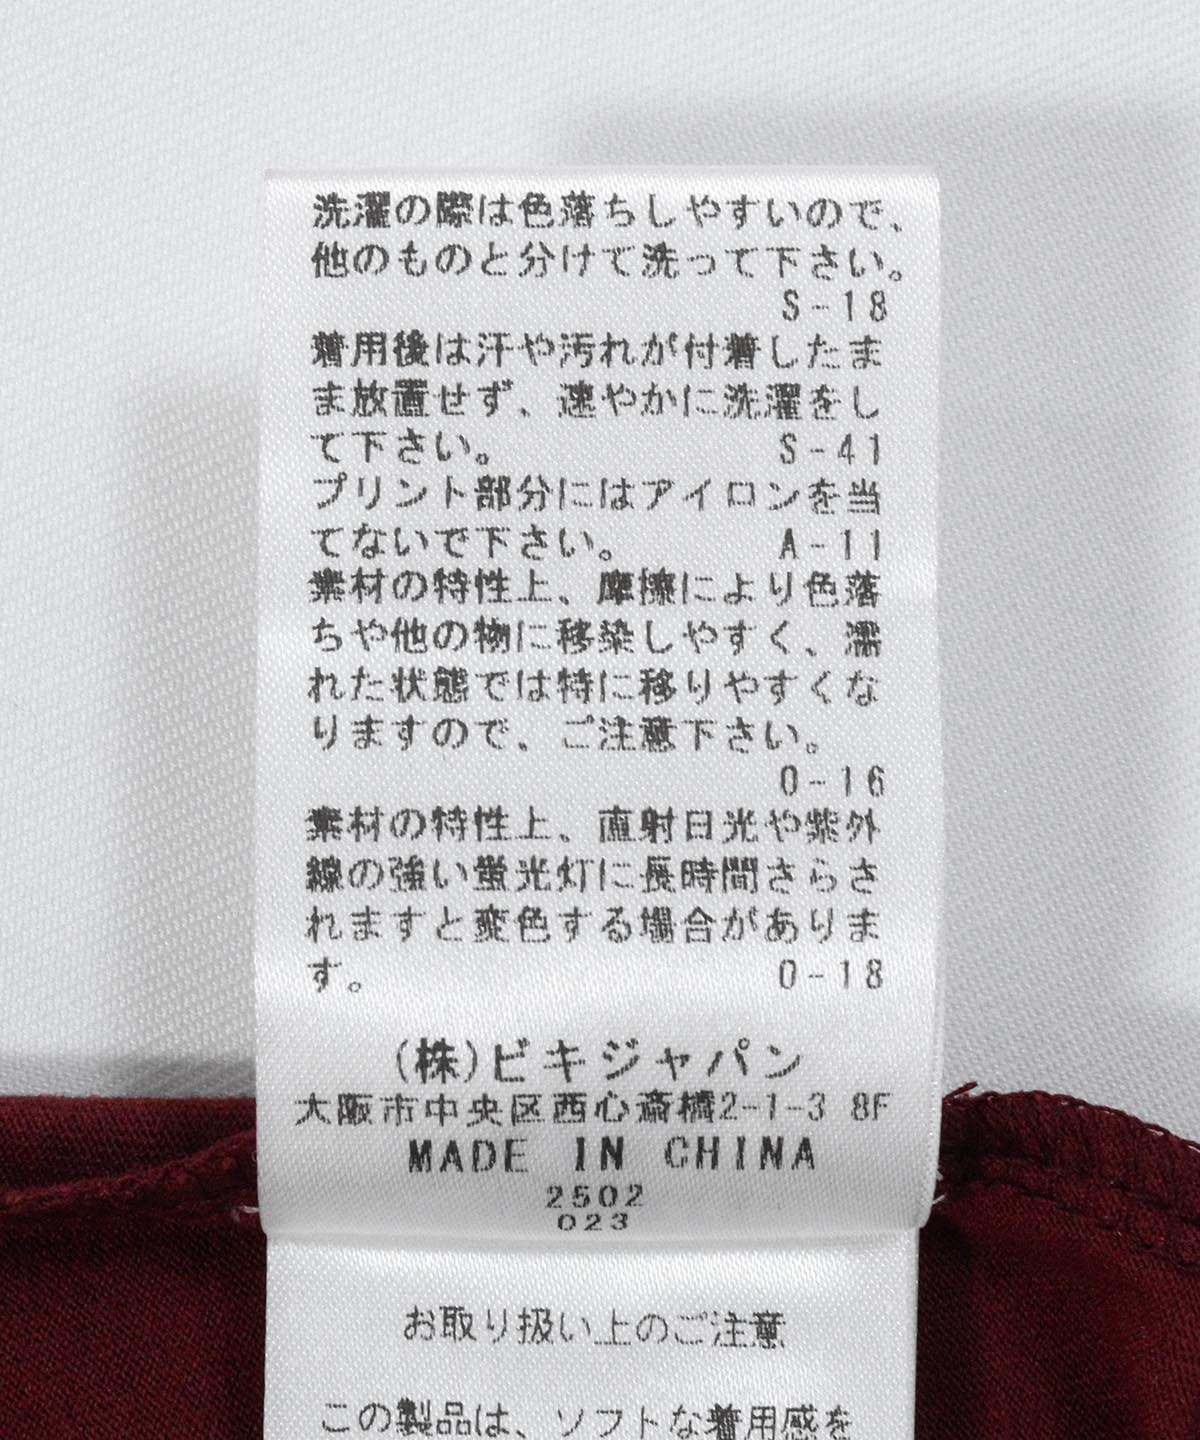 洗濯の際は色落ちしやすいので、
他のものと分けて洗って下さい。
S-18
着用後は汗や汚れが付着したま
ま放置せず、速やかに洗濯をし
て下さい。 S-41
プリント部分にはアイロンを当
てないで下さい。 A-11
素材の特性上、摩擦により色落
ちや他の物に移染しやすく、濡
れた状態では特に移りやすくな
りますので、ご注意下さい。
O-16
素材の特性上、直射日光や紫外
線の強い蛍光灯に長時間さらさ
れますと変色する場合がありま
す。 O-18
(株)ビキジャパン
大阪市中央区西心斎橋2-1-3 8F
MADE IN CHINA
2502
023
お取り扱い上のご注意
この製品は、ソフトな着用感を